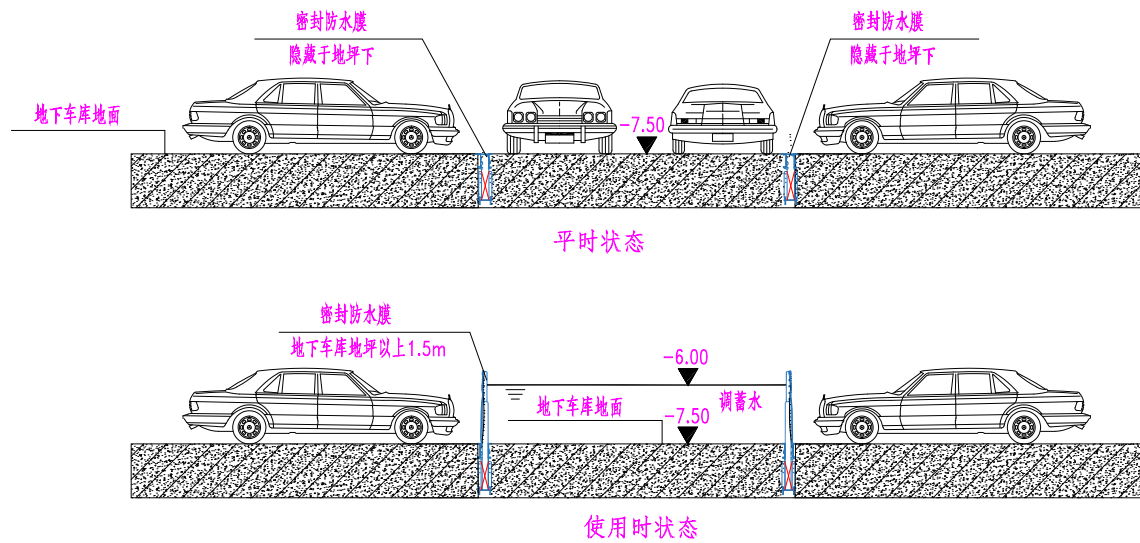 密封防水膜
隐藏于地坪下
密封防水膜
隐藏于地坪下
地下车库地面
-7.50
平时状态
密封防水膜
地下车库地坪以上1.5m
-6.00
地下车库地面
调蓄水
-7.50
使用时状态